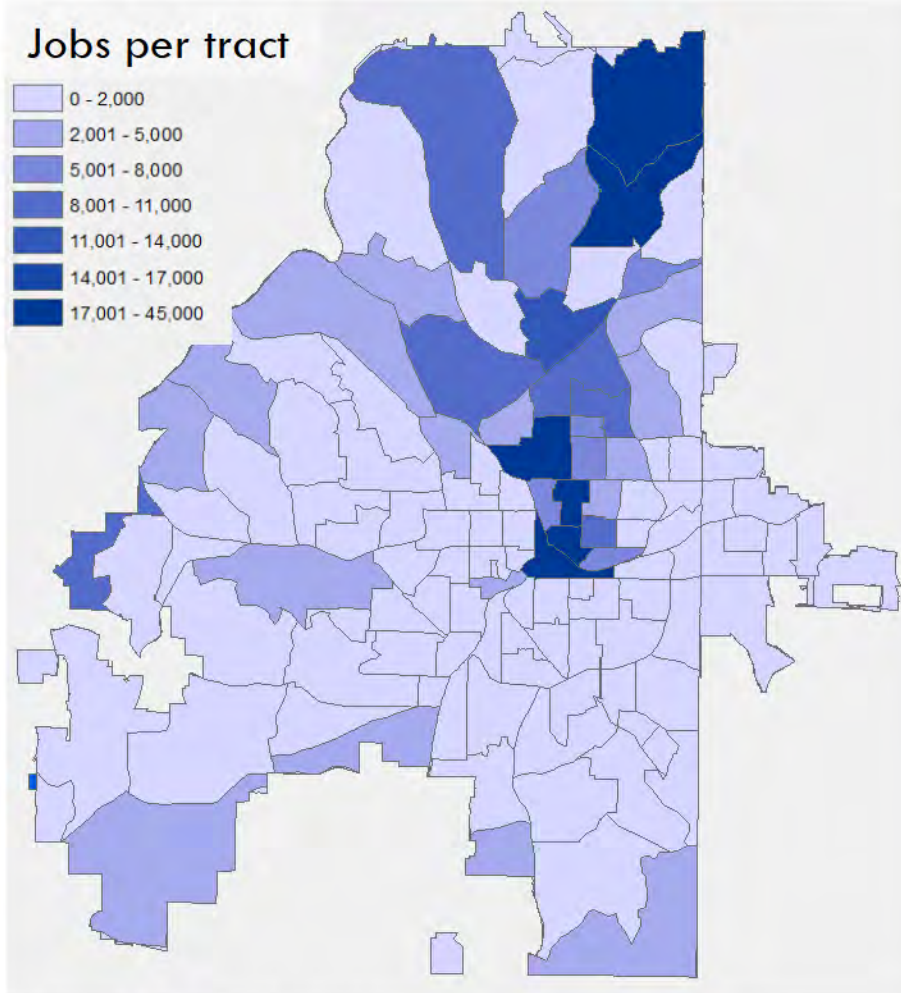 Jobs per tract
0 - 2,000
2,001 - 5,000
5,001 - 8,000
8,001 - 11,000
11,001 - 14,000
14,001 - 17,000
17,001 - 45,000